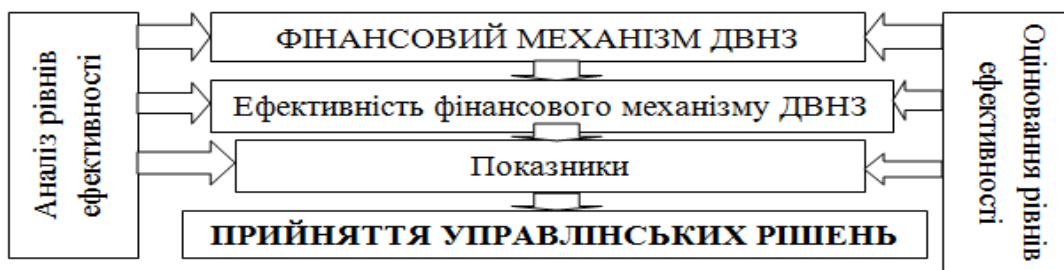 Аналіз рівнів
ефективності
ФІНАНСОВИЙ МЕХАНІЗМ ДВНЗ
Ефективність фінансового механізму ДВНЗ
Показники
ПРИЙНЯТТЯ УПРАВЛІНСЬКИХ РІШЕНЬ
Оцінювання рівнів
ефективності